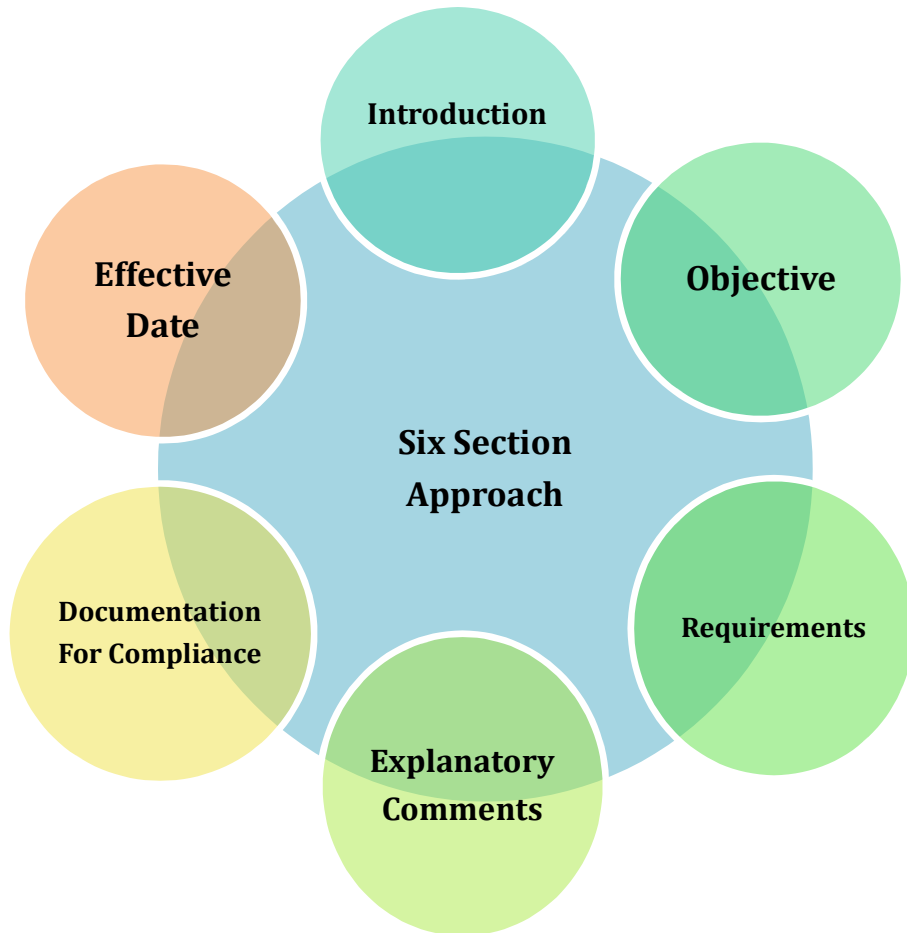 Introduction
Objective
Requirements
Explanatory
Comments
Documentation
For Compliance
Effective
Date
Six Section
Approach